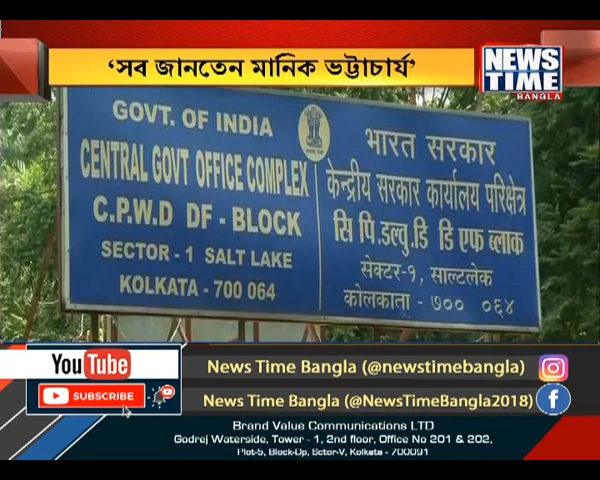 ‘সব জানতেন মানিক ভট্টাচার্য’
NEWS
TIME
BANGLA
GOVT. OF INDIA
CENTRAL GOVT OFFICE COMPLEX
C.P.W.D DF - BLOCK
SECTOR - 1 SALT LAKE
KOLKATA - 700 064
भारत सरकार
केन्द्रीय सरकार कार्यालय परिक्षेत्र
सि पि.डल्वु.डि डि एफ ब्लाक
सेक्टर-१, साल्टलेक
कोलकाता - ७०० ०६४
YouTube
SUBSCRIBE
News Time Bangla (@newstimebangla)
News Time Bangla (@NewsTimeBangla2018)
Brand Value Communications LTD
Godrej Waterside, Tower - 1, 2nd floor, Office No 201 & 202,
Plot-5, Block-Dp, Sctor-V, Kolkata - 700091